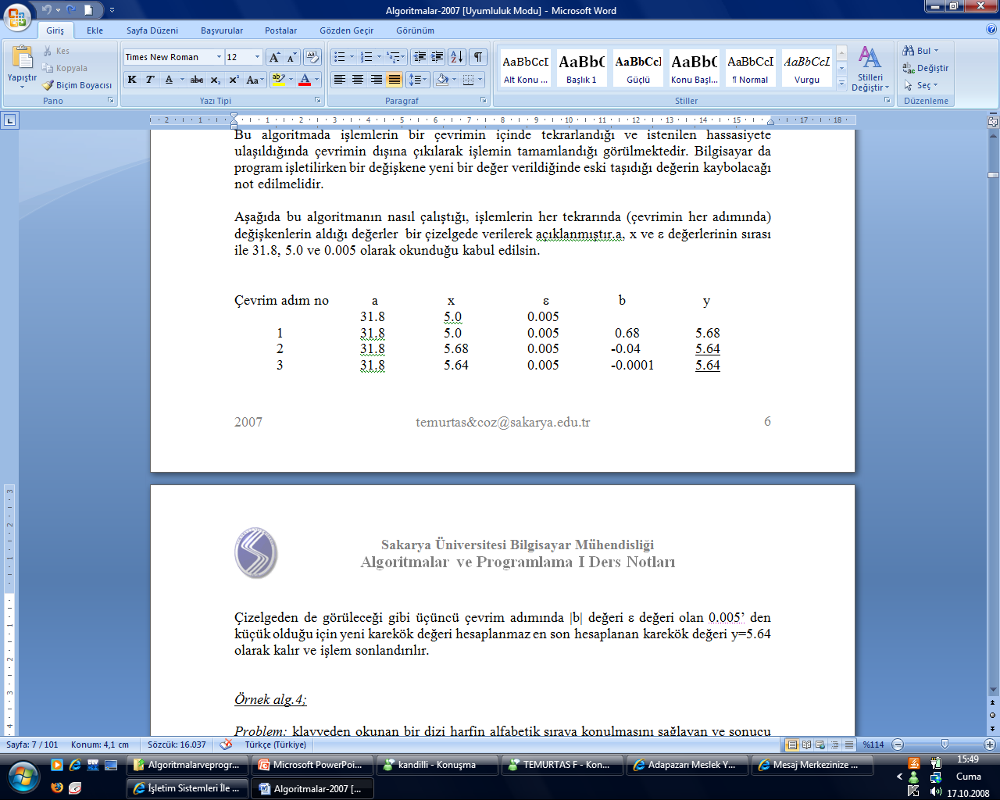 Algoritmalar-2007 [Uyumluluk Modu] - Microsoft Word
Giriş Ekle Sayfa Düzeni Başvurular Postalar Gözden Geçir Görünüm
Yapıştır
Kes
Kopyala
Biçim Boyacısı
Pano
Times New Roman 12
K T A abc x₂ x² Aa
Yazı Tipi
Paragraf
AaBbCcI AaBbC AaBbCcI AaBbC AaBbCcI AaBbCcI
Alt Konu ... Başlık 1 Güçlü Konu Başl... ¶ Normal Vurgu
Stiller
Stilleri
Değiştir
Bul
Değiştir
Seç
Düzenleme
2 1 1 2 3 4 5 6 7 8 9 10 11 12 13 14 15 17 18
Bu algoritmada işlemlerin bir çevrimin içinde tekrarlandığı ve istenilen hassasiyete
ulaşıldığında çevrimin dışına çıkılarak işlemin tamamlandığı görülmektedir. Bilgisayar da
program işletilirken bir değişkene yeni bir değer verildiğinde eski taşıdığı değerin kaybolacağı
not edilmelidir.
Aşağıda bu algoritmanın nasıl çalıştığı, işlemlerin her tekrarında (çevrimin her adımında)
değişkenlerin aldığı değerler bir çizelgede verilerek açıklanmıştır.a, x ve ε değerlerinin sırası
ile 31.8, 5.0 ve 0.005 olarak okunduğu kabul edilsin.
Çevrim adım no a x ε b y
31.8 5.0 0.005
1 31.8 5.0 0.005 0.68 5.68
2 31.8 5.68 0.005 -0.04 5.64
3 31.8 5.64 0.005 -0.0001 5.64
2007 temurtas&coz@sakarya.edu.tr 6
Sakarya Üniversitesi Bilgisayar Mühendisliği
Algoritmalar ve Programlama I Ders Notları
Çizelgeden de görüleceği gibi üçüncü çevrim adımında |b| değeri ε değeri olan 0.005’ den
küçük olduğu için yeni karekök değeri hesaplanmaz en son hesaplanan karekök değeri y=5.64
olarak kalır ve işlem sonlandırılır.
Örnek alg.4;
Problem: klavyeden okunan bir dizi harfin alfabetik sıraya konulmasını sağlayan ve sonucu
Sayfa: 7 / 101 Konum: 4,1 cm Sözcük: 16.037 Türkçe (Türkiye) %114
Algoritmalarveprogr... Microsoft PowerPoi... kandilli - Konuşma TEMURTAS F - Kon... Adapazarı Meslek Y... Mesaj Merkezinize ...
İşletim Sistemleri İle ... Algoritmalar-2007 [...
15:49
Cuma
17.10.2008